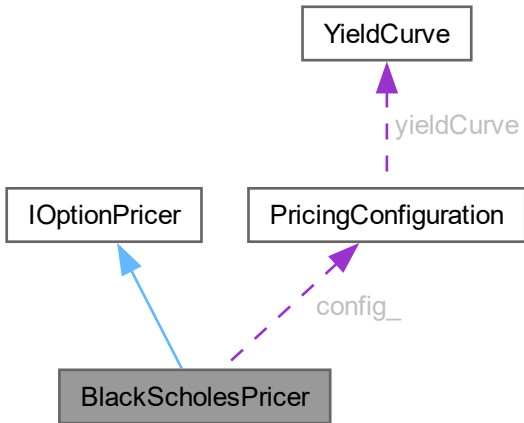 YieldCurve
yieldCurve
IOptionPricer
PricingConfiguration
config_
BlackScholesPricer